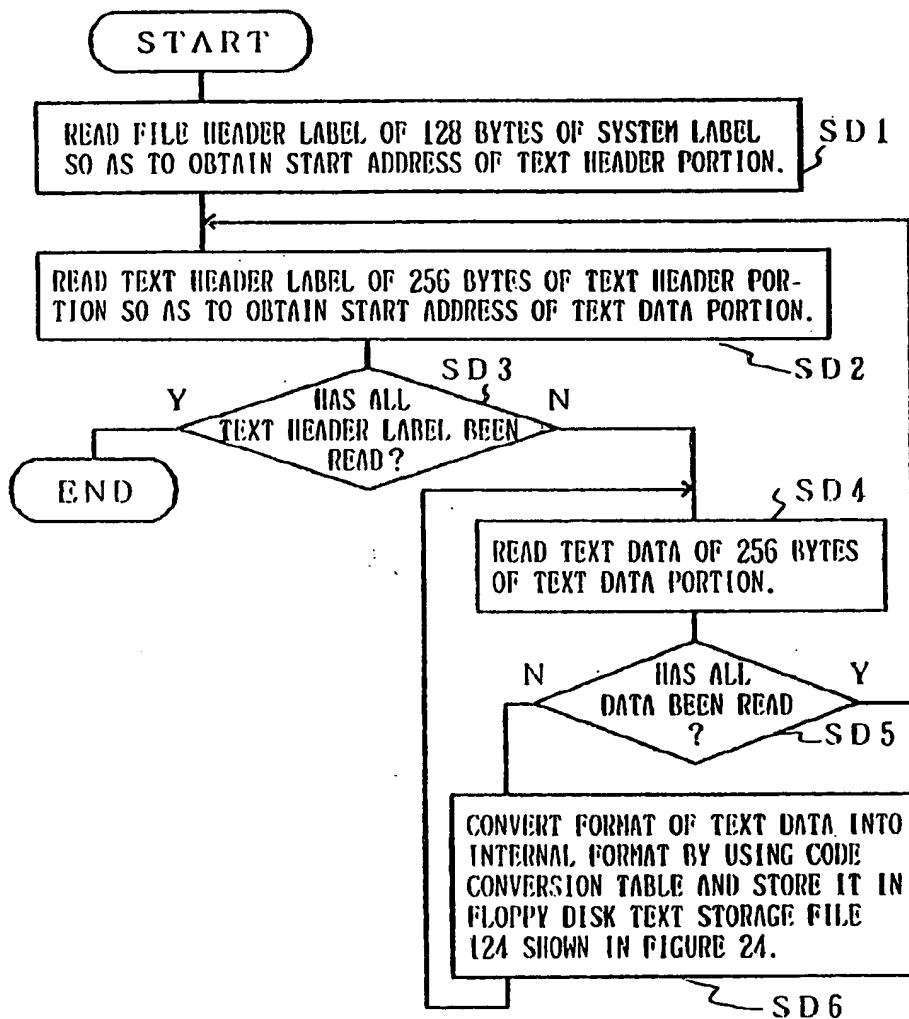 START
READ FILE HEADER LABEL OF 128 BYTES OF SYSTEM LABEL
SO AS TO OBTAIN START ADDRESS OF TEXT HEADER PORTION.
SD1
READ TEXT HEADER LABEL OF 256 BYTES OF TEXT HEADER POR-
TION SO AS TO OBTAIN START ADDRESS OF TEXT DATA PORTION.
SD2
SD3
Y
HAS ALL
TEXT HEADER LABEL BEEN
READ?
N
END
SD4
READ TEXT DATA OF 256 BYTES
OF TEXT DATA PORTION.
N
HAS ALL
DATA BEEN READ
?
Y
SD5
CONVERT FORMAT OF TEXT DATA INTO
INTERNAL FORMAT BY USING CODE
CONVERSION TABLE AND STORE IT IN
FLOPPY DISK TEXT STORAGE FILE
124 SHOWN IN FIGURE 24.
SD6